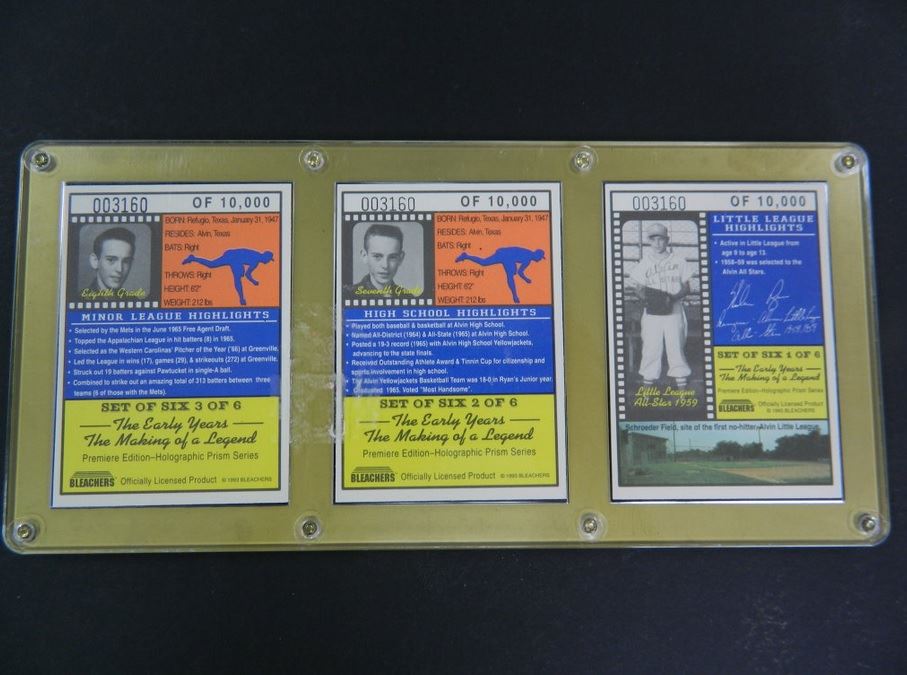 003160 OF 10,000
BORN: Refugio, Texas, January 31, 1947
RESIDES: Alvin, Texas
BATS: Right
THROWS: Right
HEIGHT: 6'2"
WEIGHT: 212 lbs
Eighth Grade
MINOR LEAGUE HIGHLIGHTS
• Selected by the Mets in the June 1965 Free Agent Draft.
• Topped the Appalachian League in hit batters (8) in 1965.
• Selected as the Western Carolinas' Pitcher of the Year ('66) at Greenville.
• Led the League in wins (17), games (29), & strikeouts (272) at Greenville.
• Struck out 19 batters against Pawtucket in single-A ball.
• Combined to strike out an amazing total of 313 batters between three
teams (6 of those with the Mets).
SET OF SIX 3 OF 6
The Early Years
The Making of a Legend
Premiere Edition–Holographic Prism Series
BLEACHERS Officially Licensed Product © 1993 BLEACHERS
003160 OF 10,000
BORN: Refugio, Texas, January 31, 1947
RESIDES: Alvin, Texas
BATS: Right
THROWS: Right
HEIGHT: 6'2"
WEIGHT: 212 lbs
Seventh Grade
HIGH SCHOOL HIGHLIGHTS
• Played both baseball & basketball at Alvin High School.
• Named All-District (1964) & All-State (1965) at Alvin High School.
• Posted a 19-3 record (1965) with Alvin High School Yellowjackets,
advancing to the state finals.
• Received Outstanding Athlete Award & Tinnin Cup for citizenship and
sports involvement in high school.
• The Alvin Yellowjackets Basketball Team was 18-0 in Ryan's Junior year.
• Graduated 1965. Voted "Most Handsome".
SET OF SIX 2 OF 6
The Early Years
The Making of a Legend
Premiere Edition–Holographic Prism Series
BLEACHERS Officially Licensed Product © 1993 BLEACHERS
003160 OF 10,000
LITTLE LEAGUE
HIGHLIGHTS
• Active in Little League from
age 9 to age 13.
• 1958-59 was selected to the
Alvin All Stars.
SET OF SIX 1 OF 6
The Early Years
The Making of a Legend
Premiere Edition–Holographic Prism Series
BLEACHERS Officially Licensed Product
© 1993 BLEACHERS
Little League
All-Star 1959
Schroeder Field, site of the first no-hitter, Alvin Little League